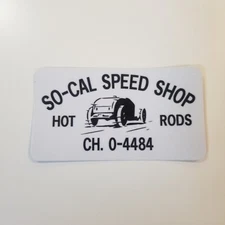 SO-CAL SPEED SHOP
HOT RODS
CH. 0-4484